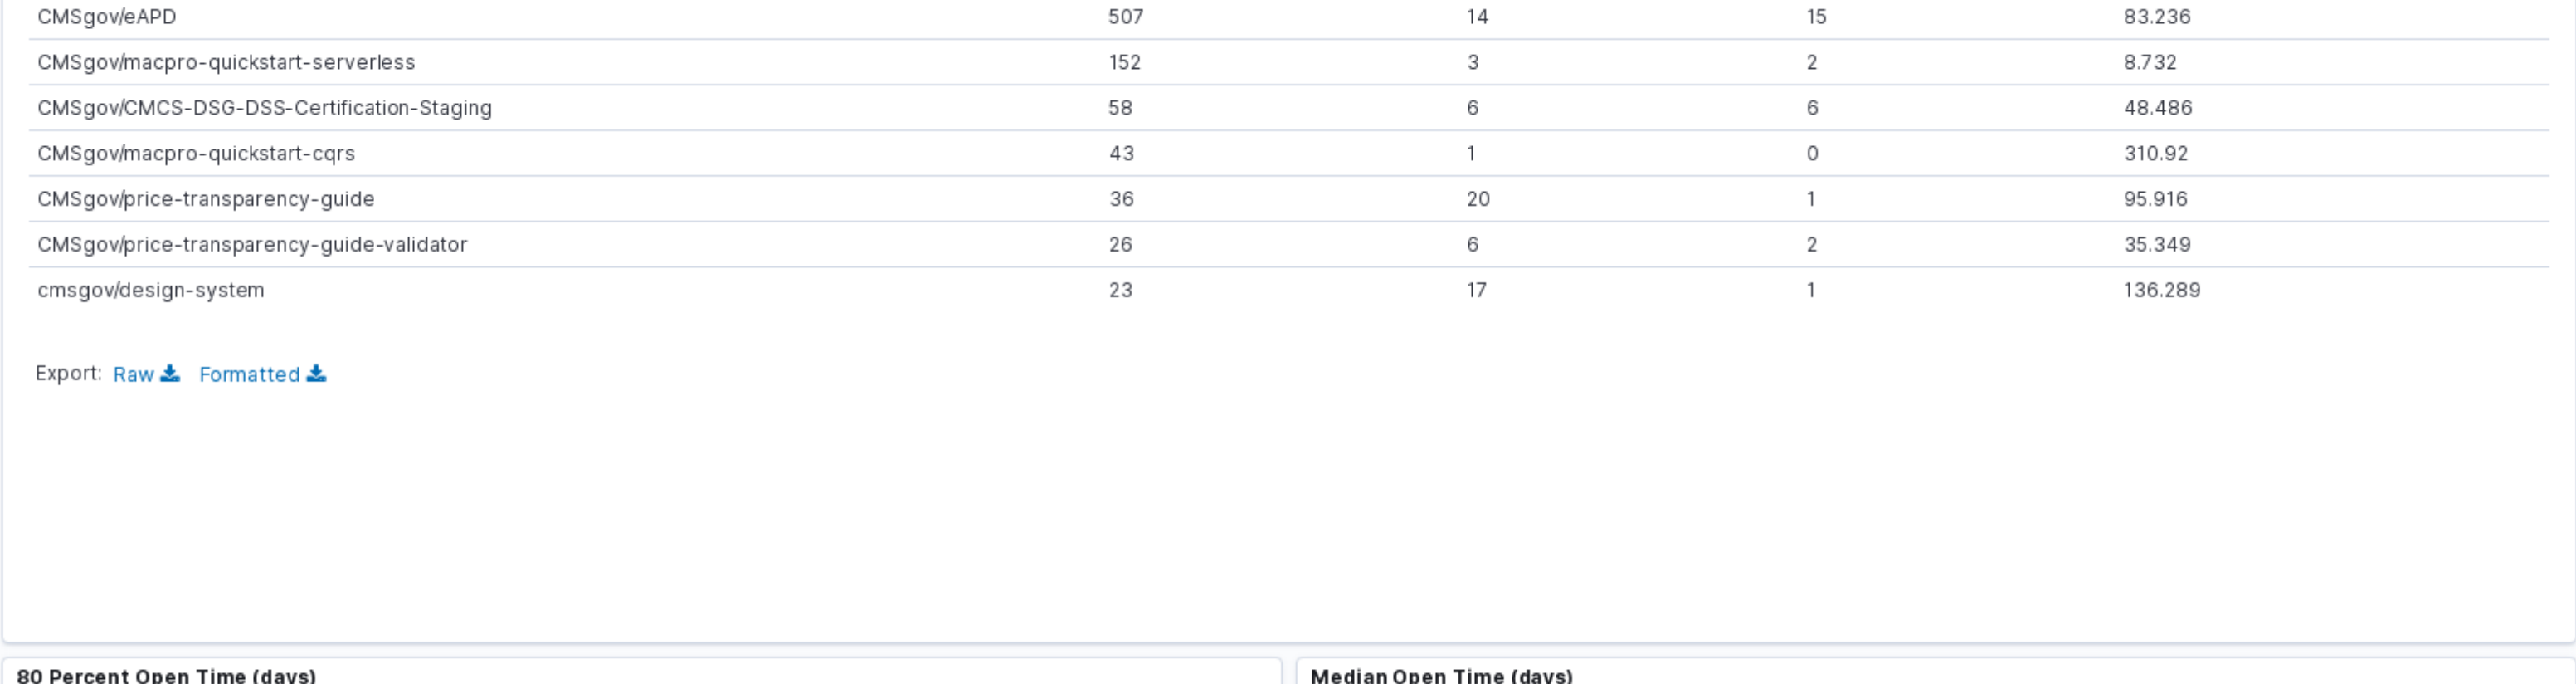 CMSgov/eAPD 507 14 15 83.236
CMSgov/macpro-quickstart-serverless 152 3 2 8.732
CMSgov/CMCS-DSG-DSS-Certification-Staging 58 6 6 48.486
CMSgov/macpro-quickstart-cqrs 43 1 0 310.92
CMSgov/price-transparency-guide 36 20 1 95.916
CMSgov/price-transparency-guide-validator 26 6 2 35.349
cmsgov/design-system 23 17 1 136.289
Export: Raw Formatted
80 Percent Open Time (days)
Median Open Time (days)